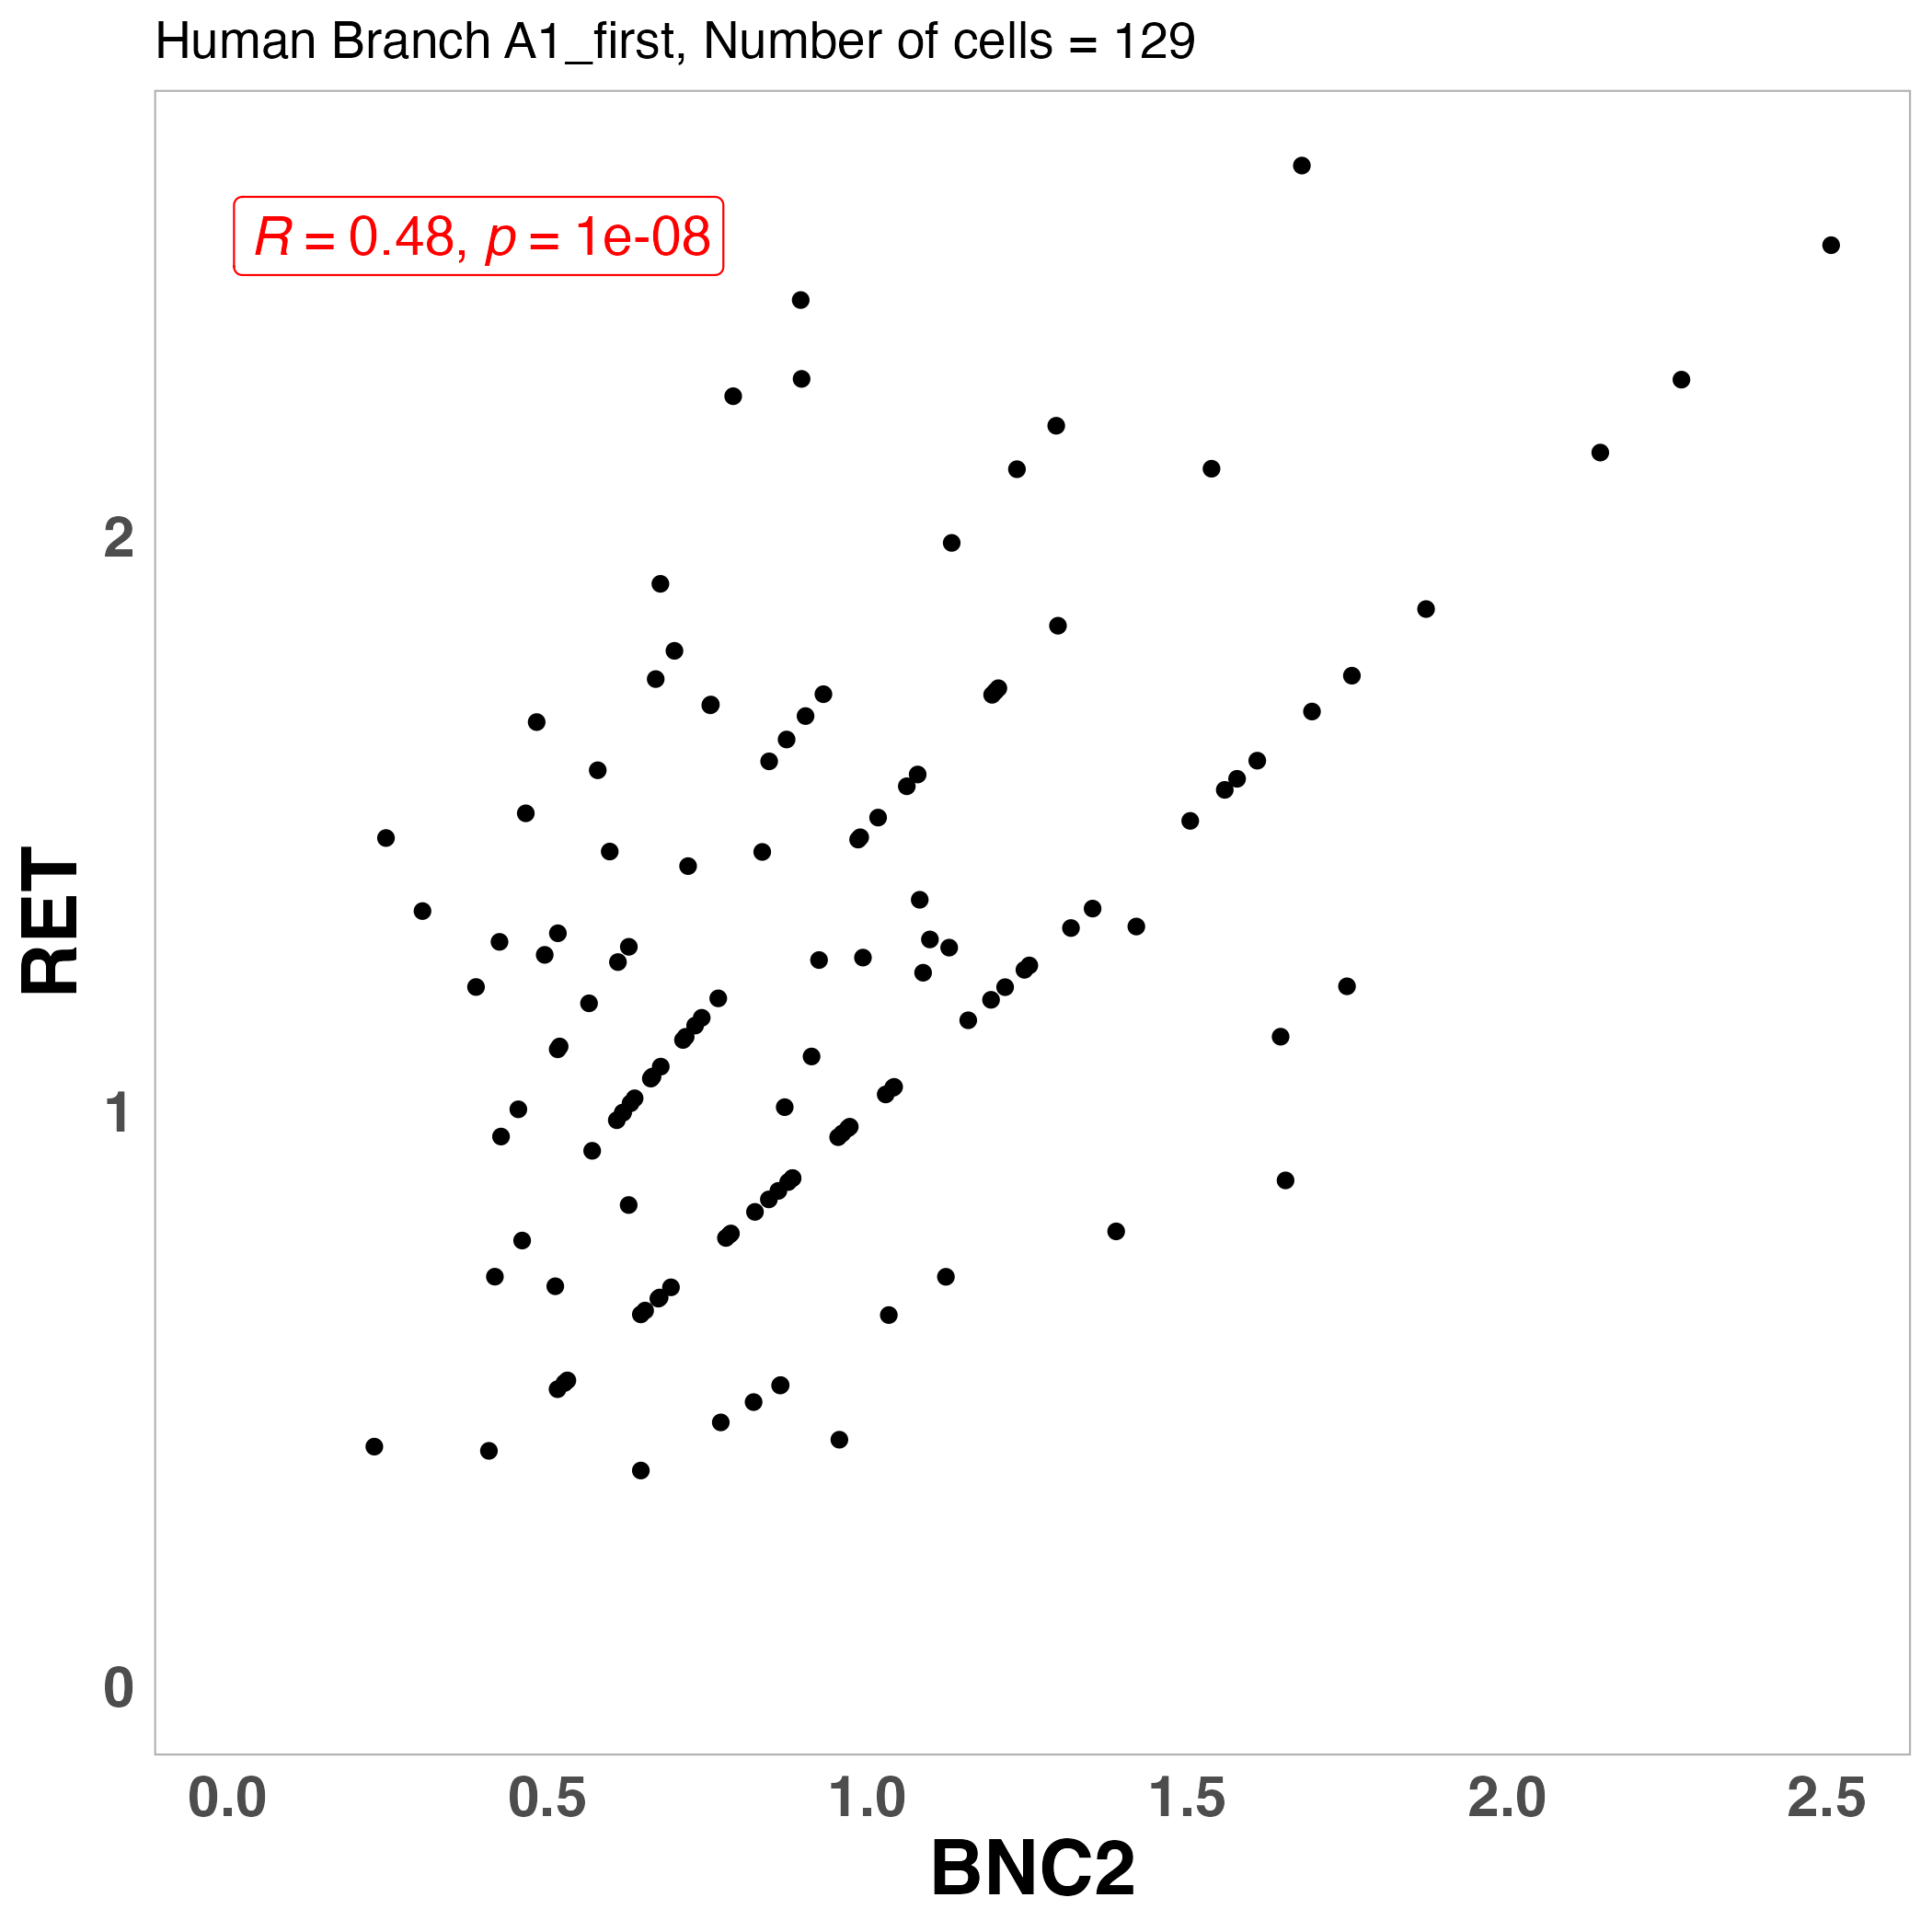 Human Branch A1_first, Number of cells = 129
R = 0.48, p = 1e-08
2
1
0
RET
0.0 0.5 1.0 1.5 2.0 2.5
BNC2